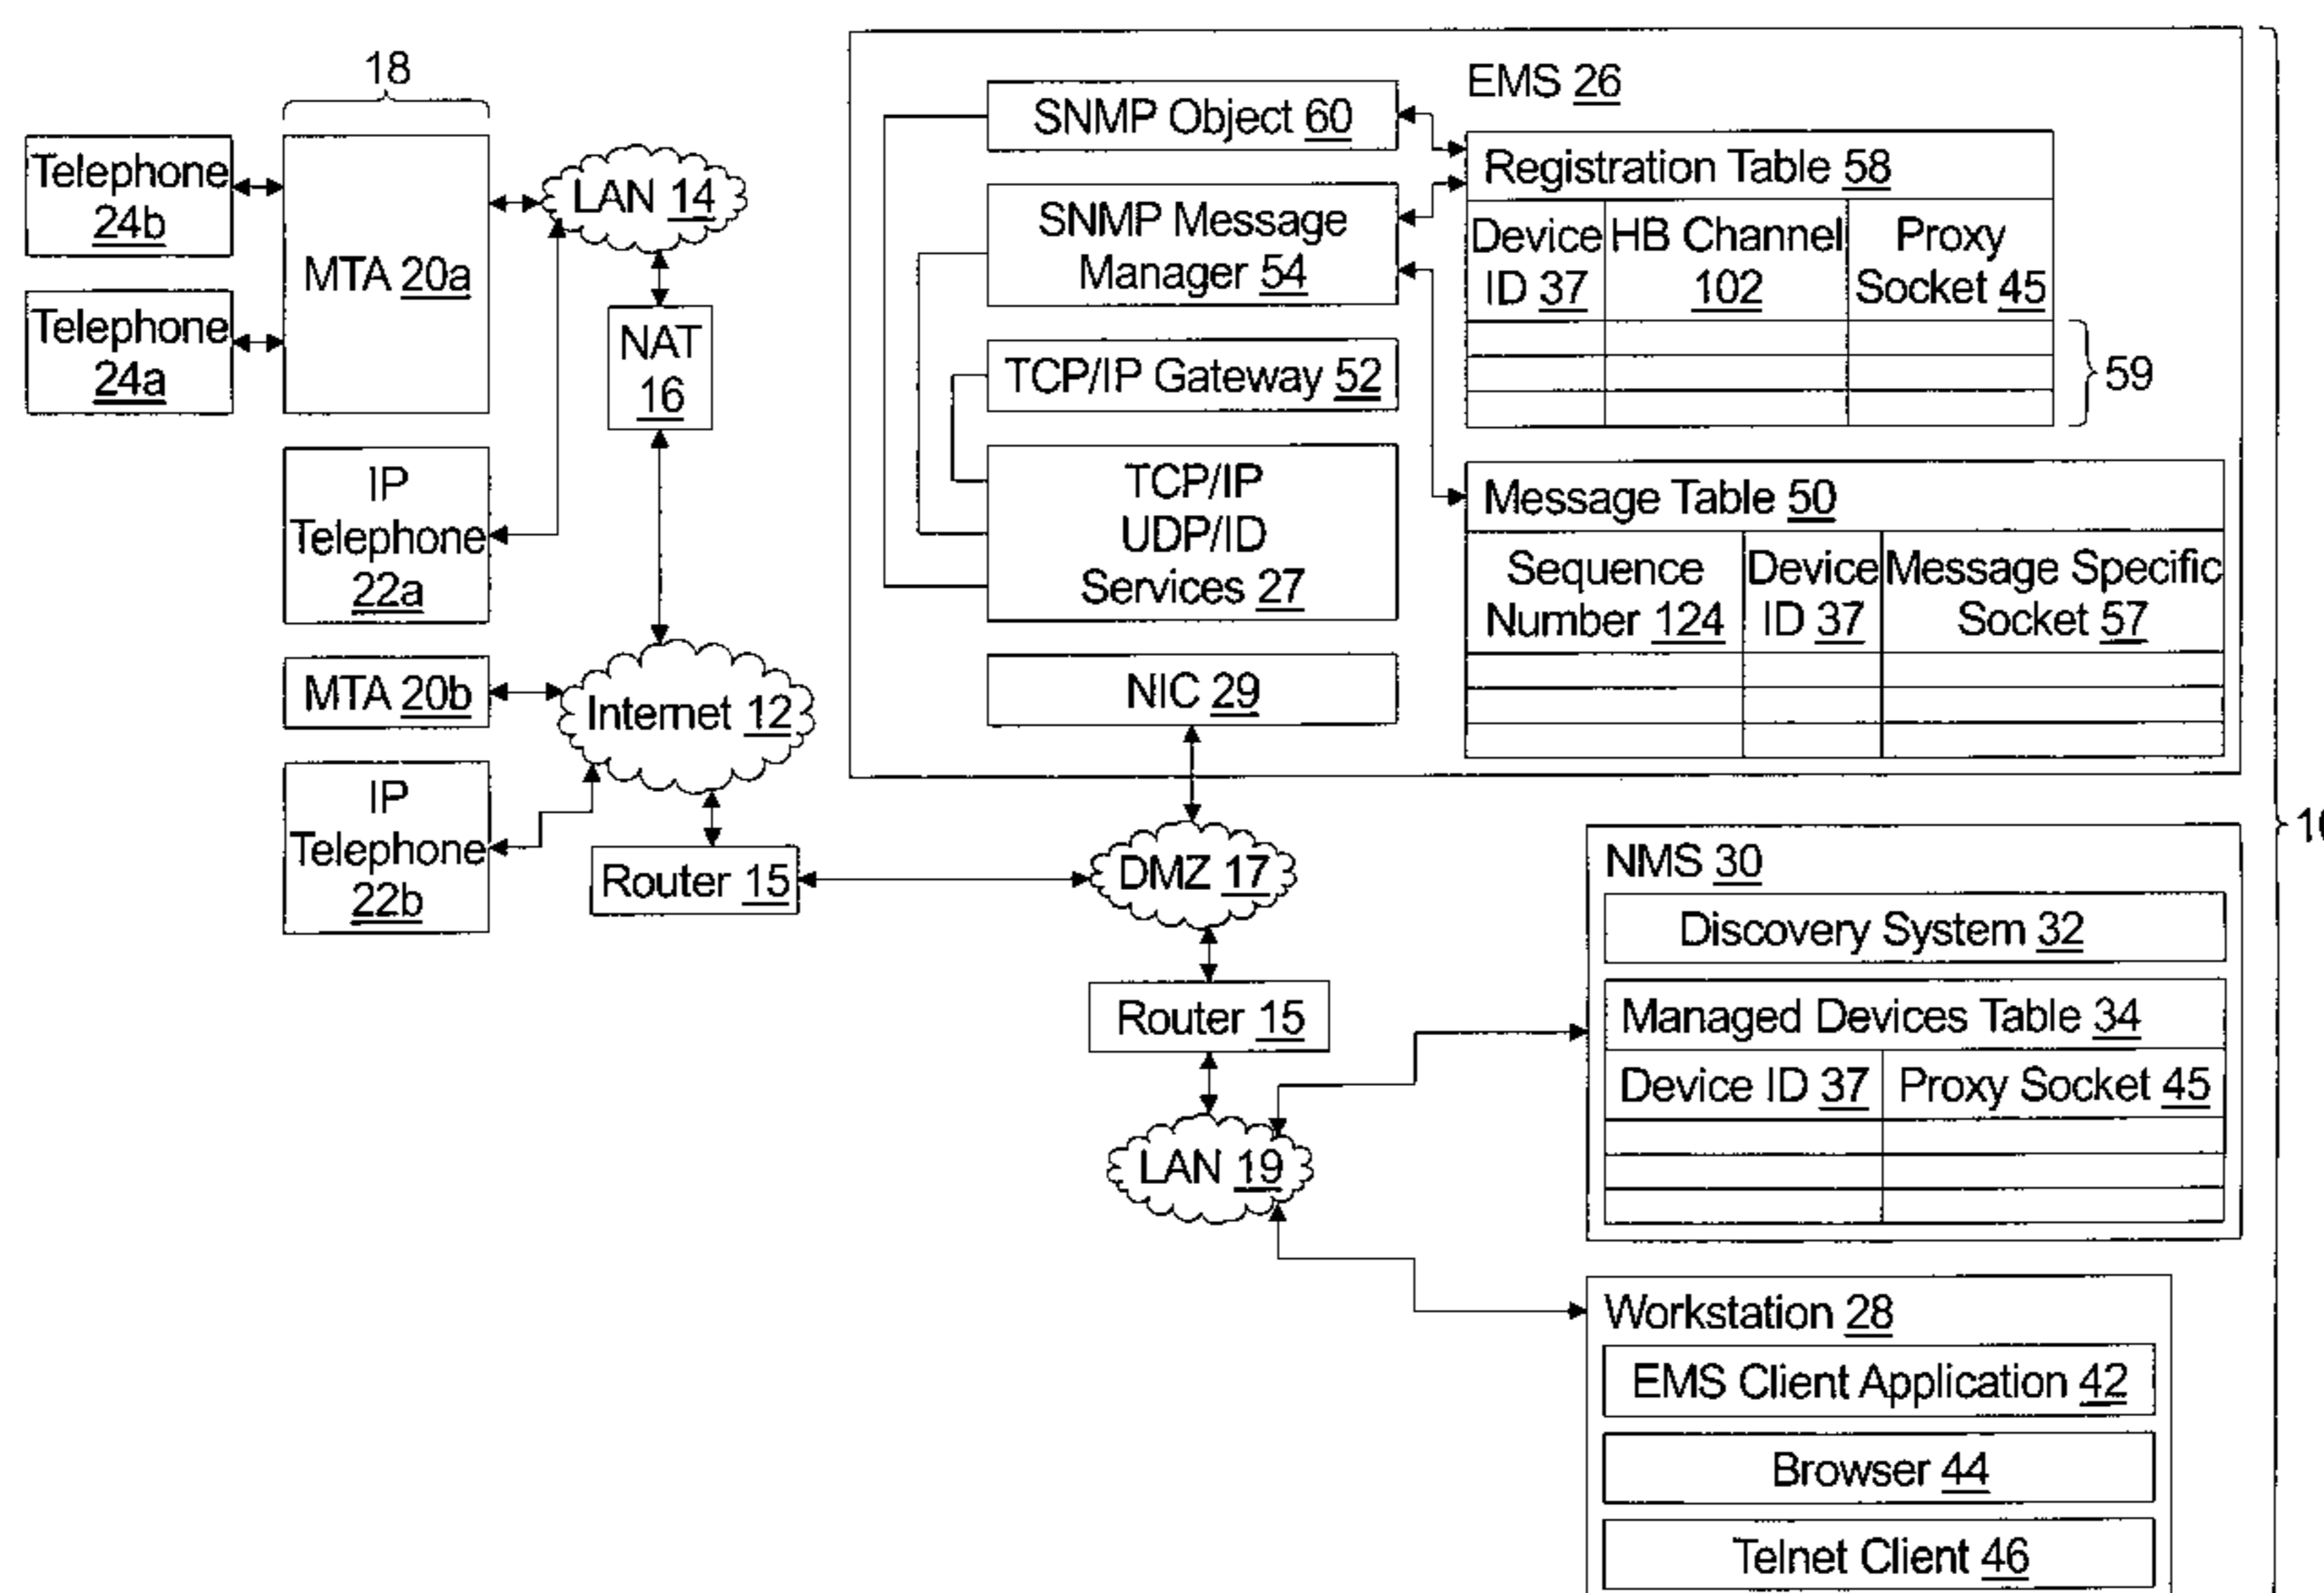 18
Telephone
24b
Telephone
24a
MTA 20a
LAN 14
NAT
16
IP
Telephone
22a
MTA 20b
Internet 12
IP
Telephone
22b
Router 15
EMS 26
SNMP Object 60
SNMP Message
Manager 54
TCP/IP Gateway 52
TCP/IP
UDP/ID
Services 27
NIC 29
Registration Table 58
Device
ID 37
HB Channel
102
Proxy
Socket 45
59
Message Table 50
Sequence
Number 124
Device
ID 37
Message Specific
Socket 57
DMZ 17
Router 15
LAN 19
NMS 30
Discovery System 32
Managed Devices Table 34
Device ID 37
Proxy Socket 45
Workstation 28
EMS Client Application 42
Browser 44
Telnet Client 46